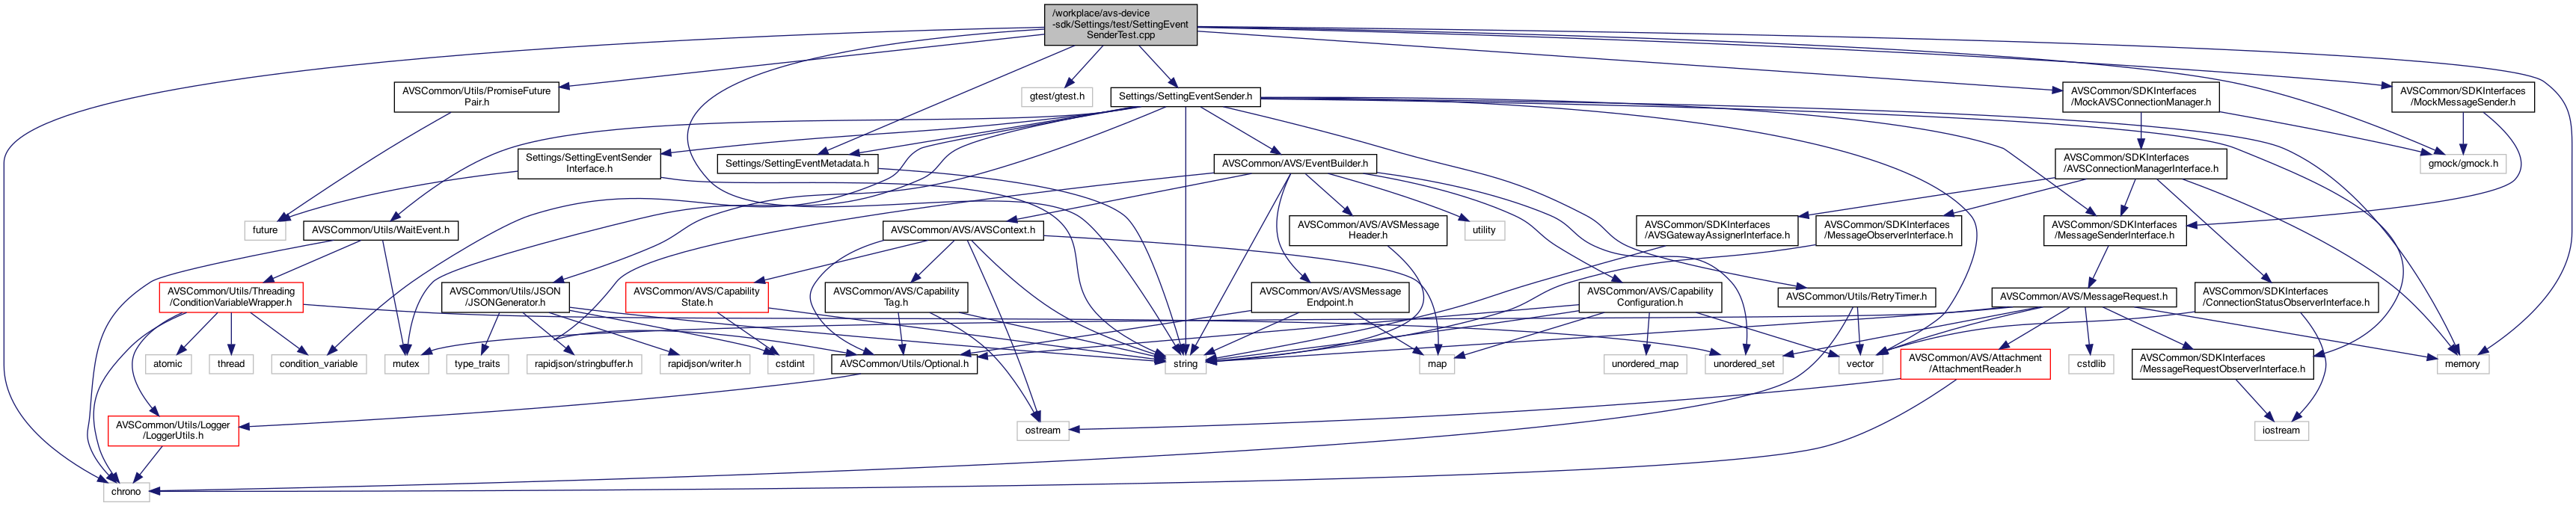 /workplace/avs-device
-sdk/Settings/test/SettingEvent
SenderTest.cpp
AVSCommon/Utils/PromiseFuture
Pair.h
gtest/gtest.h
Settings/SettingEventSender.h
AVSCommon/SDKInterfaces
/MockAVSConnectionManager.h
AVSCommon/SDKInterfaces
/MockMessageSender.h
Settings/SettingEventSender
Interface.h
Settings/SettingEventMetadata.h
AVSCommon/AVS/EventBuilder.h
AVSCommon/SDKInterfaces
/AVSConnectionManagerInterface.h
gmock/gmock.h
future
AVSCommon/Utils/WaitEvent.h
AVSCommon/AVS/AVSContext.h
AVSCommon/AVS/AVSMessage
Header.h
utility
AVSCommon/SDKInterfaces
/AVSGatewayAssignerInterface.h
AVSCommon/SDKInterfaces
/MessageObserverInterface.h
AVSCommon/SDKInterfaces
/MessageSenderInterface.h
AVSCommon/Utils/Threading
/ConditionVariableWrapper.h
AVSCommon/Utils/JSON
/JSONGenerator.h
AVSCommon/AVS/Capability
State.h
AVSCommon/AVS/Capability
Tag.h
AVSCommon/AVS/AVSMessage
Endpoint.h
AVSCommon/AVS/Capability
Configuration.h
AVSCommon/Utils/RetryTimer.h
AVSCommon/AVS/MessageRequest.h
AVSCommon/SDKInterfaces
/ConnectionStatusObserverInterface.h
atomic
thread
condition_variable
mutex
type_traits
rapidjson/stringbuffer.h
rapidjson/writer.h
cstdint
AVSCommon/Utils/Optional.h
string
map
unordered_map
unordered_set
vector
AVSCommon/AVS/Attachment
/AttachmentReader.h
cstdlib
AVSCommon/SDKInterfaces
/MessageRequestObserverInterface.h
memory
AVSCommon/Utils/Logger
/LoggerUtils.h
ostream
iostream
chrono